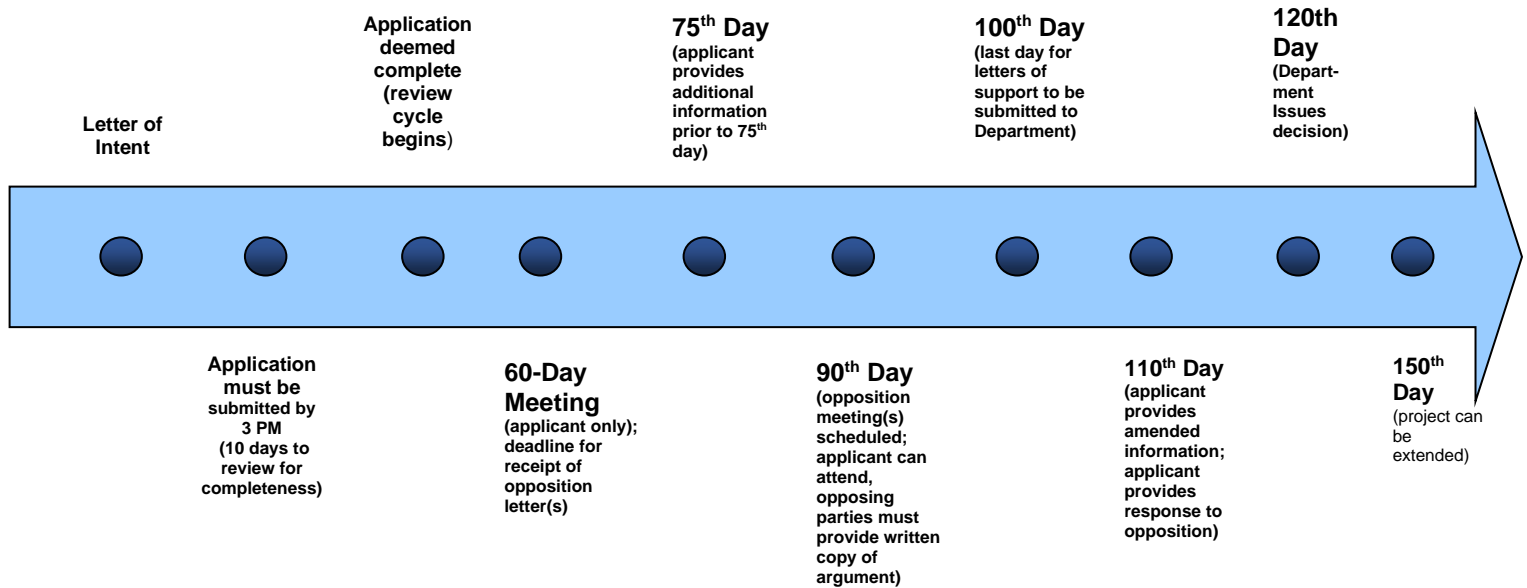 Letter of
Intent
Application
must be
submitted by
3 PM
(10 days to
review for
completeness)
Application
deemed
complete
(review
cycle
begins)
60-Day
Meeting
(applicant only);
deadline for
receipt of
opposition
letter(s)
75th Day
(applicant
provides
additional
information
prior to 75th
day)
90th Day
(opposition
meeting(s)
scheduled;
applicant can
attend,
opposing
parties must
provide written
copy of
argument)
100th Day
(last day for
letters of
support to be
submitted to
Department)
110th Day
(applicant
provides
amended
information;
applicant
provides
response to
opposition)
120th
Day
(Depart-
ment
Issues
decision)
150th
Day
(project can
be
extended)